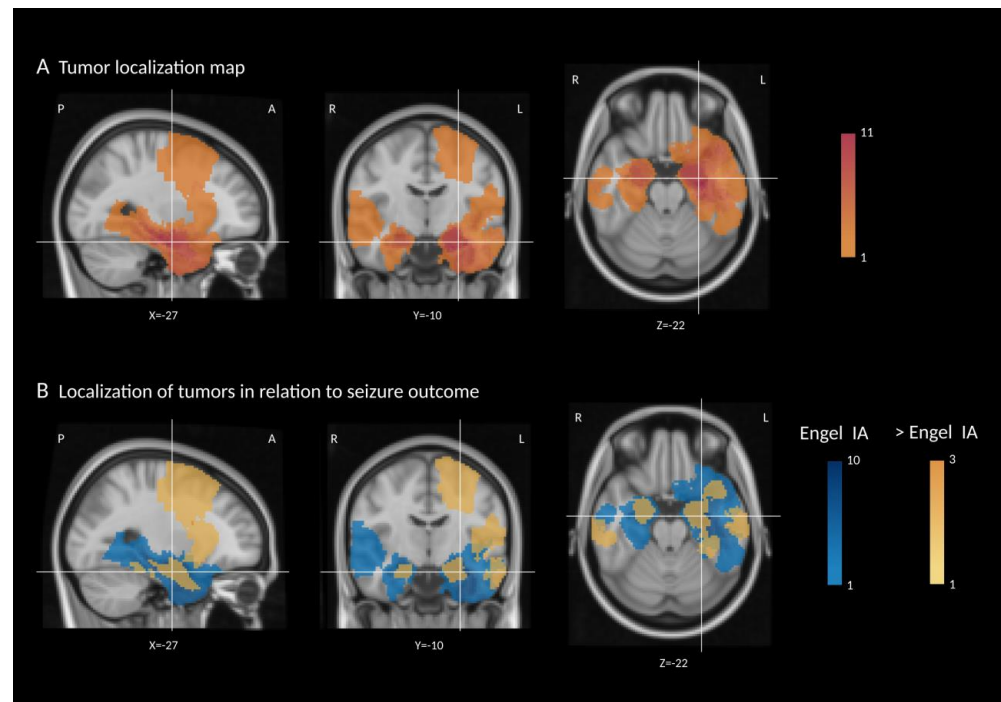 A Tumor localization map
P A R L R L
11
1
X=-27 Y=-10 Z=-22
B Localization of tumors in relation to seizure outcome
P A R L R L
Engel IA > Engel IA
10 3
1 1
X=-27 Y=-10 Z=-22